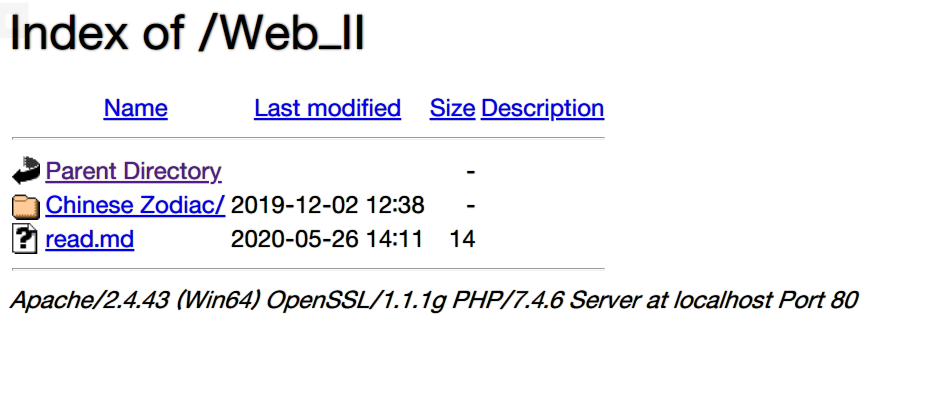 Index of /Web_II
Name Last modified Size Description
Parent Directory -
Chinese Zodiac/ 2019-12-02 12:38 -
read.md 2020-05-26 14:11 14
Apache/2.4.43 (Win64) OpenSSL/1.1.1g PHP/7.4.6 Server at localhost Port 80